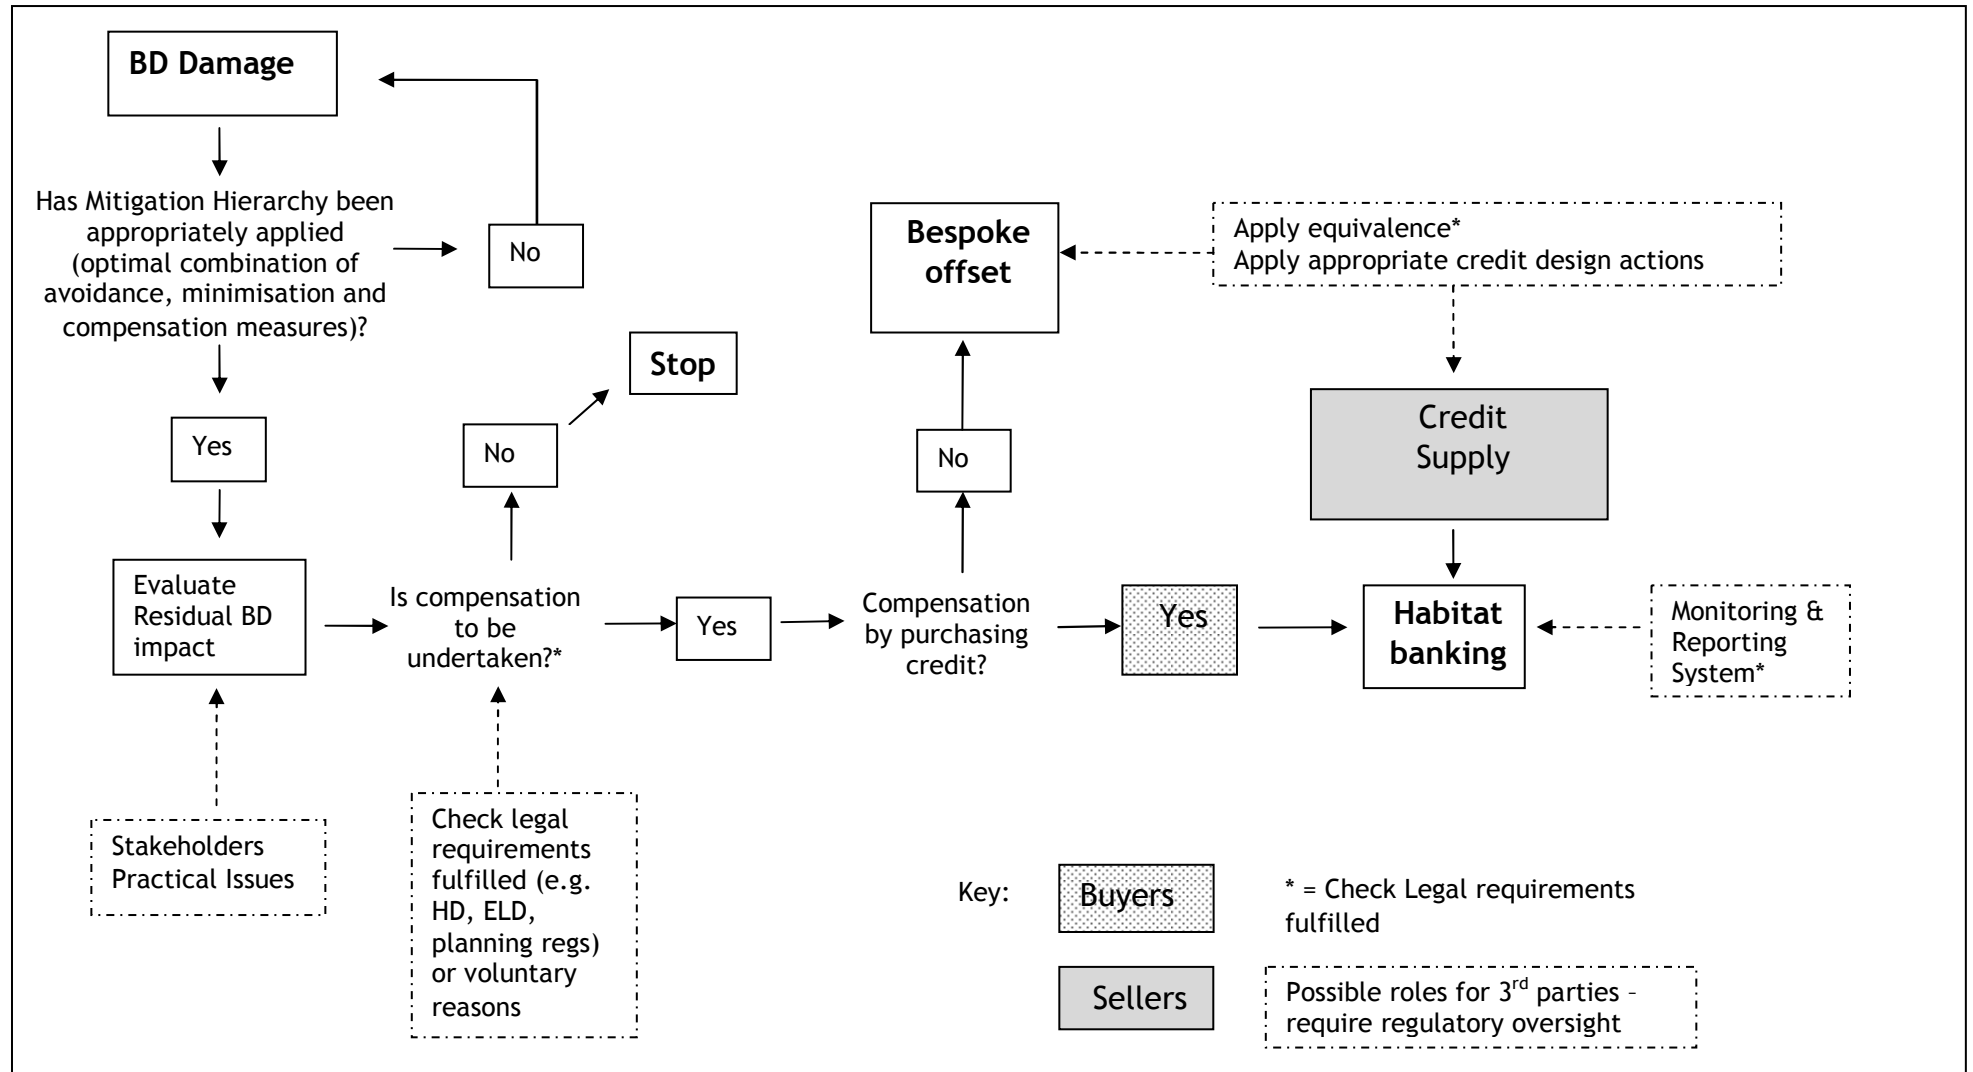 BD Damage
Has Mitigation Hierarchy been
appropriately applied
(optimal combination of
avoidance, minimisation and
compensation measures)?
No
Yes
Evaluate
Residual BD
impact
Stakeholders
Practical Issues
Is compensation
to be
undertaken?*
No
Stop
Check legal
requirements
fulfilled (e.g.
HD, ELD,
planning regs)
or voluntary
reasons
Yes
Compensation
by purchasing
credit?
No
Bespoke
offset
Apply equivalence*
Apply appropriate credit design actions
Credit
Supply
Yes
Habitat
banking
Monitoring &
Reporting
System*
Key:
Buyers
* = Check Legal requirements
fulfilled
Sellers
Possible roles for 3rd parties –
require regulatory oversight